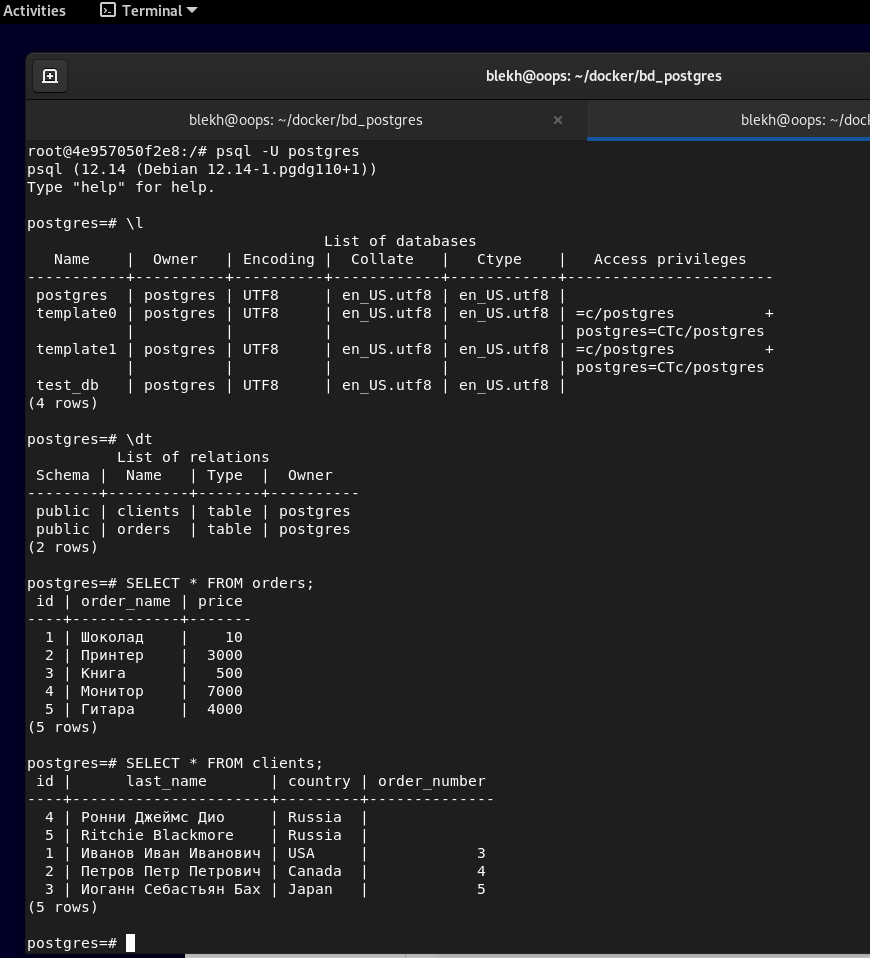 Activities Terminal
blekh@oops: ~/docker/bd_postgres
blekh@oops: ~/docker/bd_postgres × blekh@oops: ~/dock
root@4e957050f2e8:/# psql -U postgres
psql (12.14 (Debian 12.14-1.pgdg110+1))
Type "help" for help.
postgres=# \l
                                 List of databases
   Name    |  Owner   | Encoding |  Collate   |   Ctype    |   Access privileges
-----------+----------+----------+------------+------------+-----------------------
 postgres  | postgres | UTF8     | en_US.utf8 | en_US.utf8 |
 template0 | postgres | UTF8     | en_US.utf8 | en_US.utf8 | =c/postgres          +
           |          |          |            |            | postgres=CTc/postgres
 template1 | postgres | UTF8     | en_US.utf8 | en_US.utf8 | =c/postgres          +
           |          |          |            |            | postgres=CTc/postgres
 test_db   | postgres | UTF8     | en_US.utf8 | en_US.utf8 |
(4 rows)
postgres=# \dt
          List of relations
 Schema |  Name   | Type  |  Owner
--------+---------+-------+----------
 public | clients | table | postgres
 public | orders  | table | postgres
(2 rows)
postgres=# SELECT * FROM orders;
 id | order_name | price
----+------------+-------
  1 | Шоколад    |    10
  2 | Принтер    |  3000
  3 | Книга      |   500
  4 | Монитор    |  7000
  5 | Гитара     |  4000
(5 rows)
postgres=# SELECT * FROM clients;
 id |      last_name       | country | order_number
----+----------------------+---------+--------------
  4 | Ронни Джеймс Дио     | Russia  |
  5 | Ritchie Blackmore    | Russia  |
  1 | Иванов Иван Иванович | USA     |            3
  2 | Петров Петр Петрович | Canada  |            4
  3 | Иоганн Себастьян Бах | Japan   |            5
(5 rows)
postgres=#